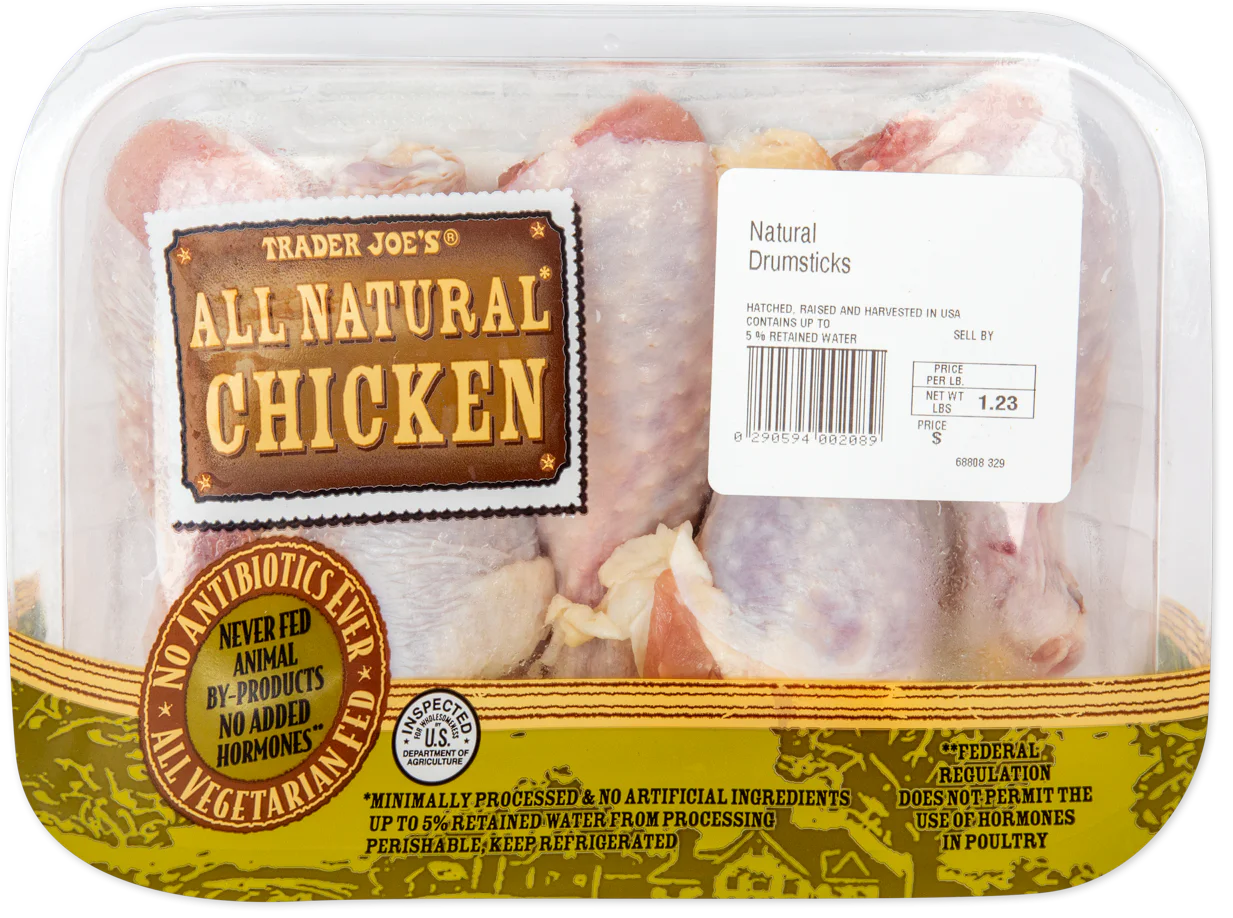 TRADER JOE'S®
ALL NATURAL*
CHICKEN
Natural
Drumsticks
HATCHED, RAISED AND HARVESTED IN USA
CONTAINS UP TO
5 % RETAINED WATER
SELL BY
PRICE
PER LB.
NET WT
LBS
1.23
PRICE
$
0 290594 002089
68808 329
NO ANTIBIOTICS EVER
ALL VEGETARIAN FED
NEVER FED
ANIMAL
BY-PRODUCTS
NO ADDED
HORMONES**
INSPECTED
FOR WHOLESOMENESS
BY
U.S.
DEPARTMENT OF
AGRICULTURE
*MINIMALLY PROCESSED & NO ARTIFICIAL INGREDIENTS
UP TO 5% RETAINED WATER FROM PROCESSING
PERISHABLE, KEEP REFRIGERATED
**FEDERAL
REGULATION
DOES NOT PERMIT THE
USE OF HORMONES
IN POULTRY